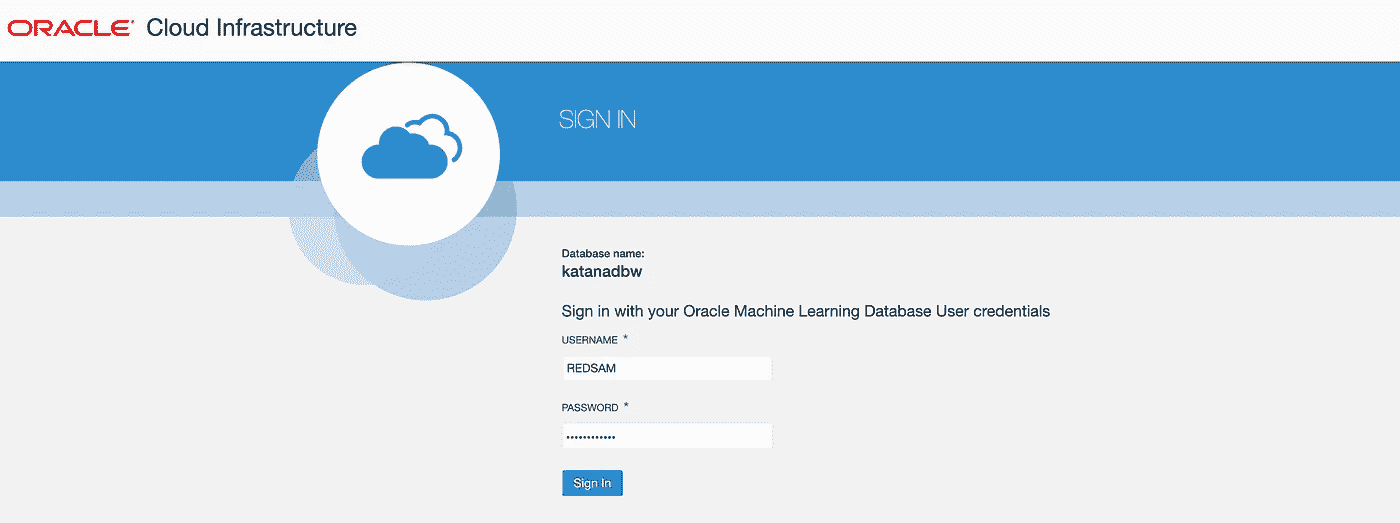 ORACLE® Cloud Infrastructure
SIGN IN
Database name:
katanadbw
Sign in with your Oracle Machine Learning Database User credentials
USERNAME *
REDSAM
PASSWORD *
••••••••••••
Sign In